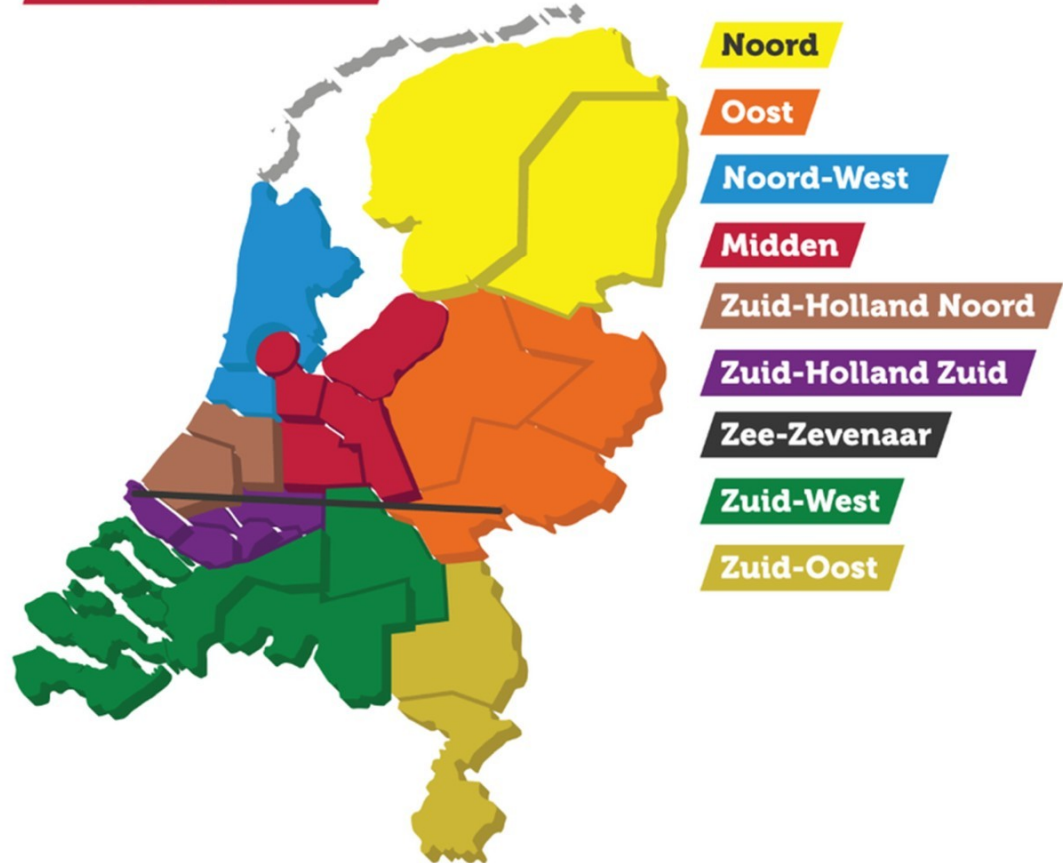 Noord
Oost
Noord-West
Midden
Zuid-Holland Noord
Zuid-Holland Zuid
Zee-Zevenaar
Zuid-West
Zuid-Oost